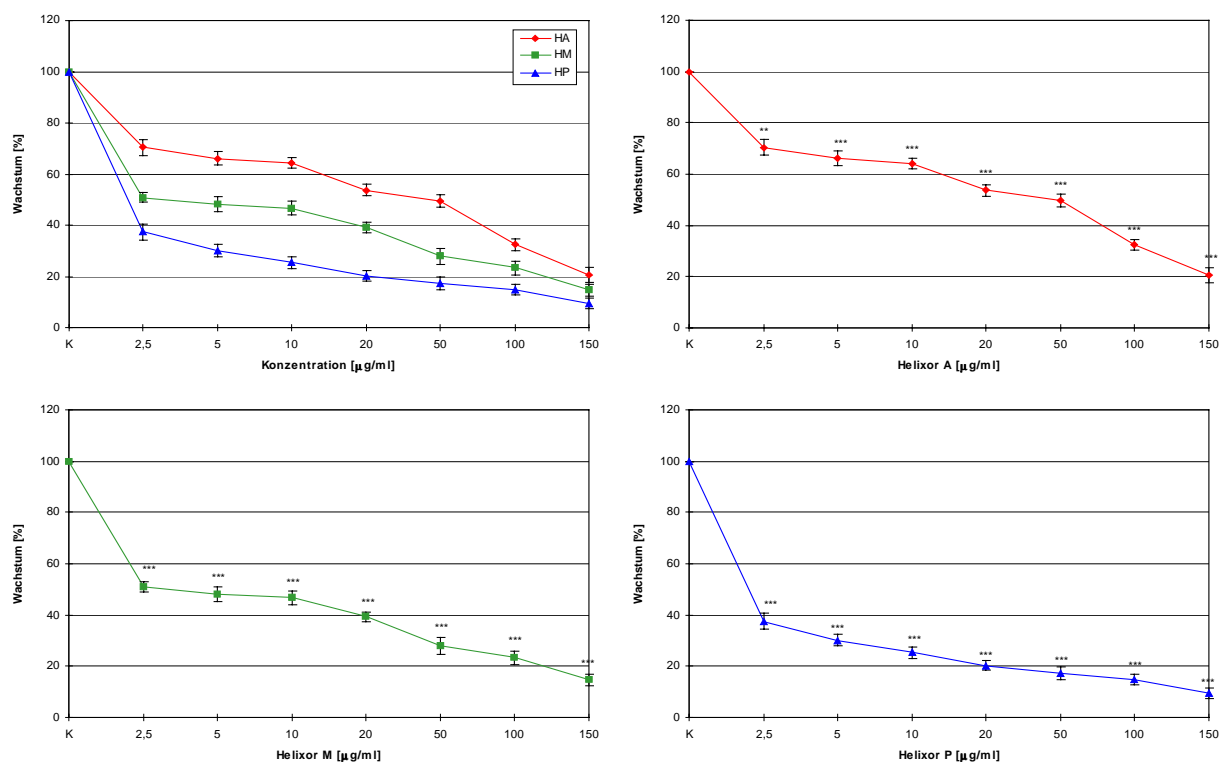 120
100
80
60
40
20
0
Wachstum [%]
HA
HM
HP
K 2,5 5 10 20 50 100 150
Konzentration [µg/ml]
120
100
80
60
40
20
0
Wachstum [%]
** *** *** *** *** *** ***
K 2,5 5 10 20 50 100 150
Helixor A [µg/ml]
120
100
80
60
40
20
0
Wachstum [%]
*** *** *** *** *** *** ***
K 2,5 5 10 20 50 100 150
Helixor M [µg/ml]
120
100
80
60
40
20
0
Wachstum [%]
*** *** *** *** *** *** ***
K 2,5 5 10 20 50 100 150
Helixor P [µg/ml]